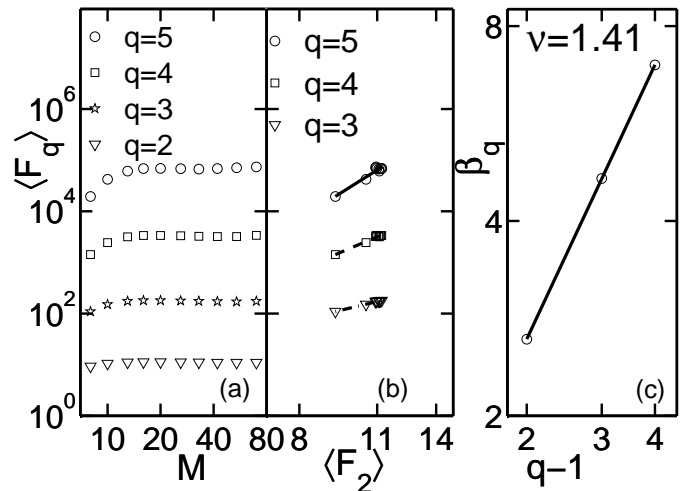 q=5
q=4
q=3
q=2
⟨F_q⟩
10^6
10^4
10^2
10^0
10 20 40 80
M
(a)
q=5
q=4
q=3
8 11 14
⟨F_2⟩
(b)
ν=1.41
β_q
8
4
2
2 3 4
q−1
(c)